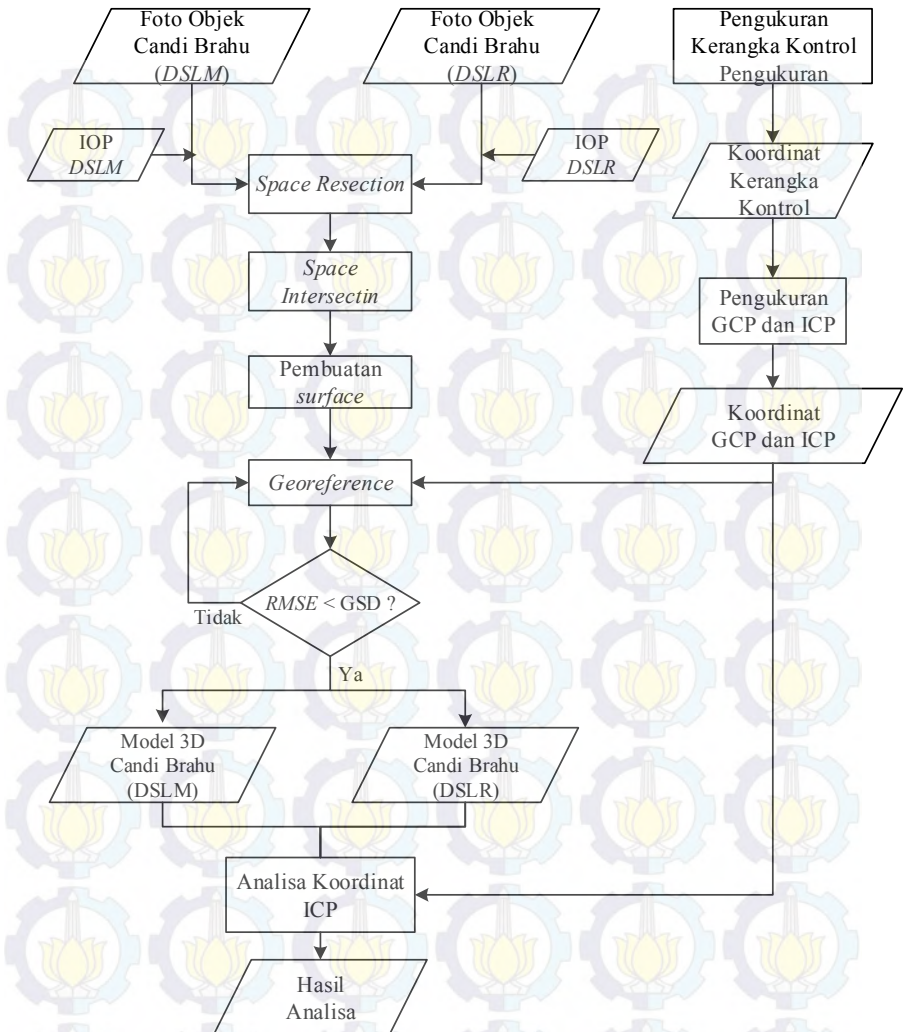 Foto Objek
Candi Brahu
(DSLM)
Foto Objek
Candi Brahu
(DSLR)
Pengukuran
Kerangka Kontrol
Pengukuran
IOP
DSLM
IOP
DSLR
Space Resection
Koordinat
Kerangka
Kontrol
Space
Intersectin
Pengukuran
GCP dan ICP
Pembuatan
surface
Koordinat
GCP dan ICP
Georeference
RMSE < GSD ?
Tidak
Ya
Model 3D
Candi Brahu
(DSLM)
Model 3D
Candi Brahu
(DSLR)
Analisa Koordinat
ICP
Hasil
Analisa